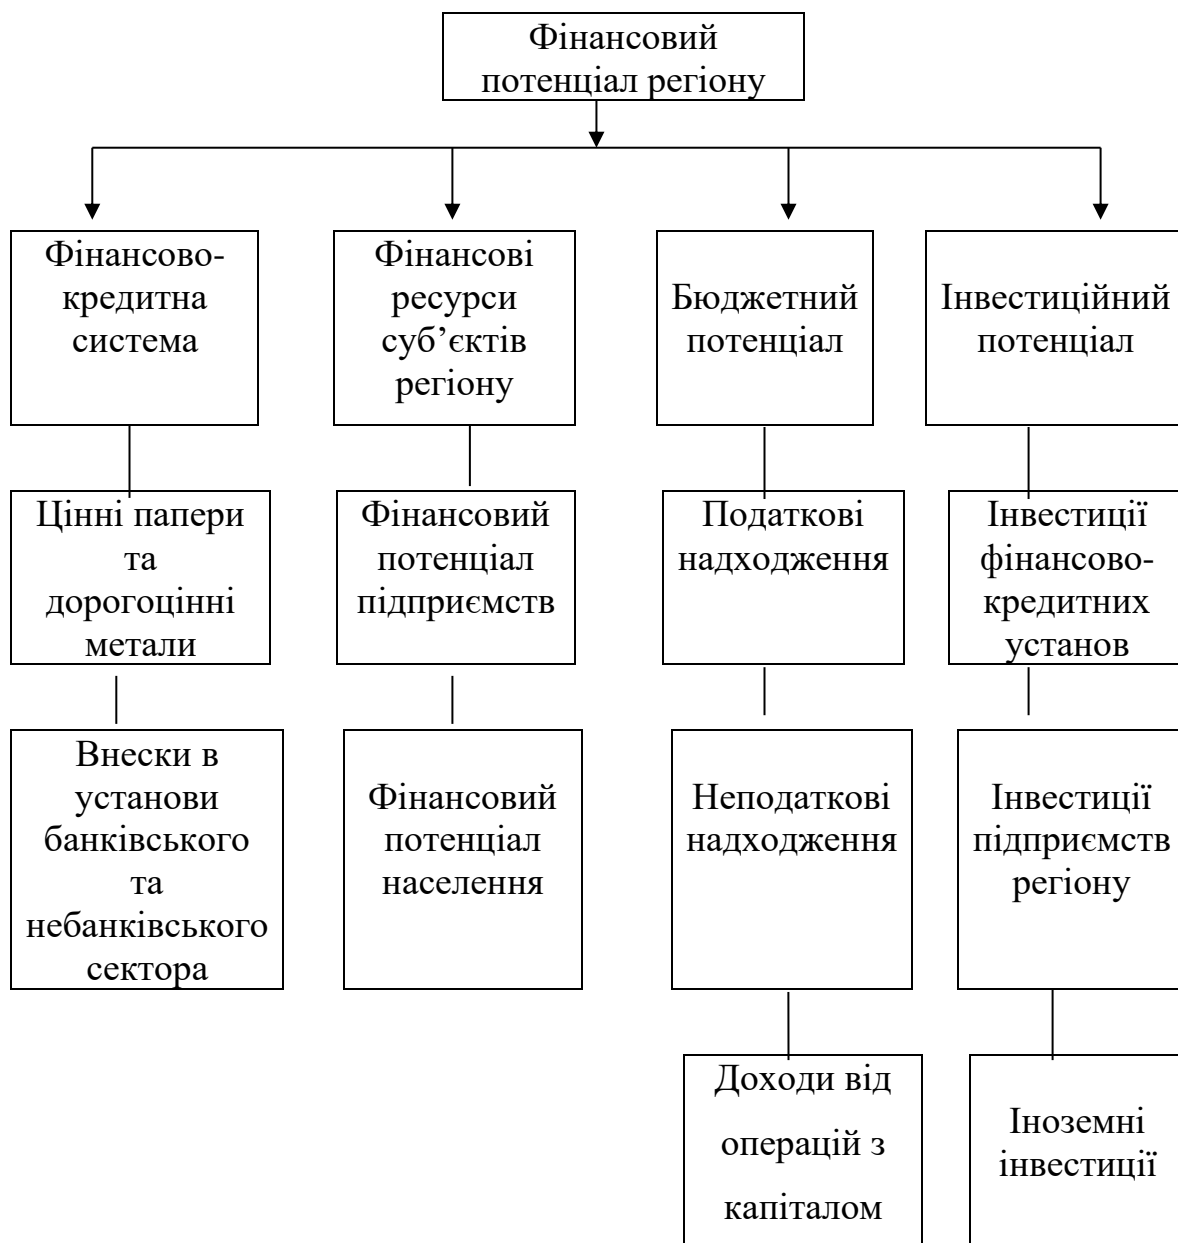 Фінансовий
потенціал регіону
Фінансово-
кредитна
система
Фінансові
ресурси
суб’єктів
регіону
Бюджетний
потенціал
Інвестиційний
потенціал
Цінні папери
та
дорогоцінні
метали
Фінансовий
потенціал
підприємств
Податкові
надходження
Інвестиції
фінансово-
кредитних
установ
Внески в
установи
банківського
та
небанківського
сектора
Фінансовий
потенціал
населення
Неподаткові
надходження
Інвестиції
підприємств
регіону
Доходи від
операцій з
капіталом
Іноземні
інвестиції